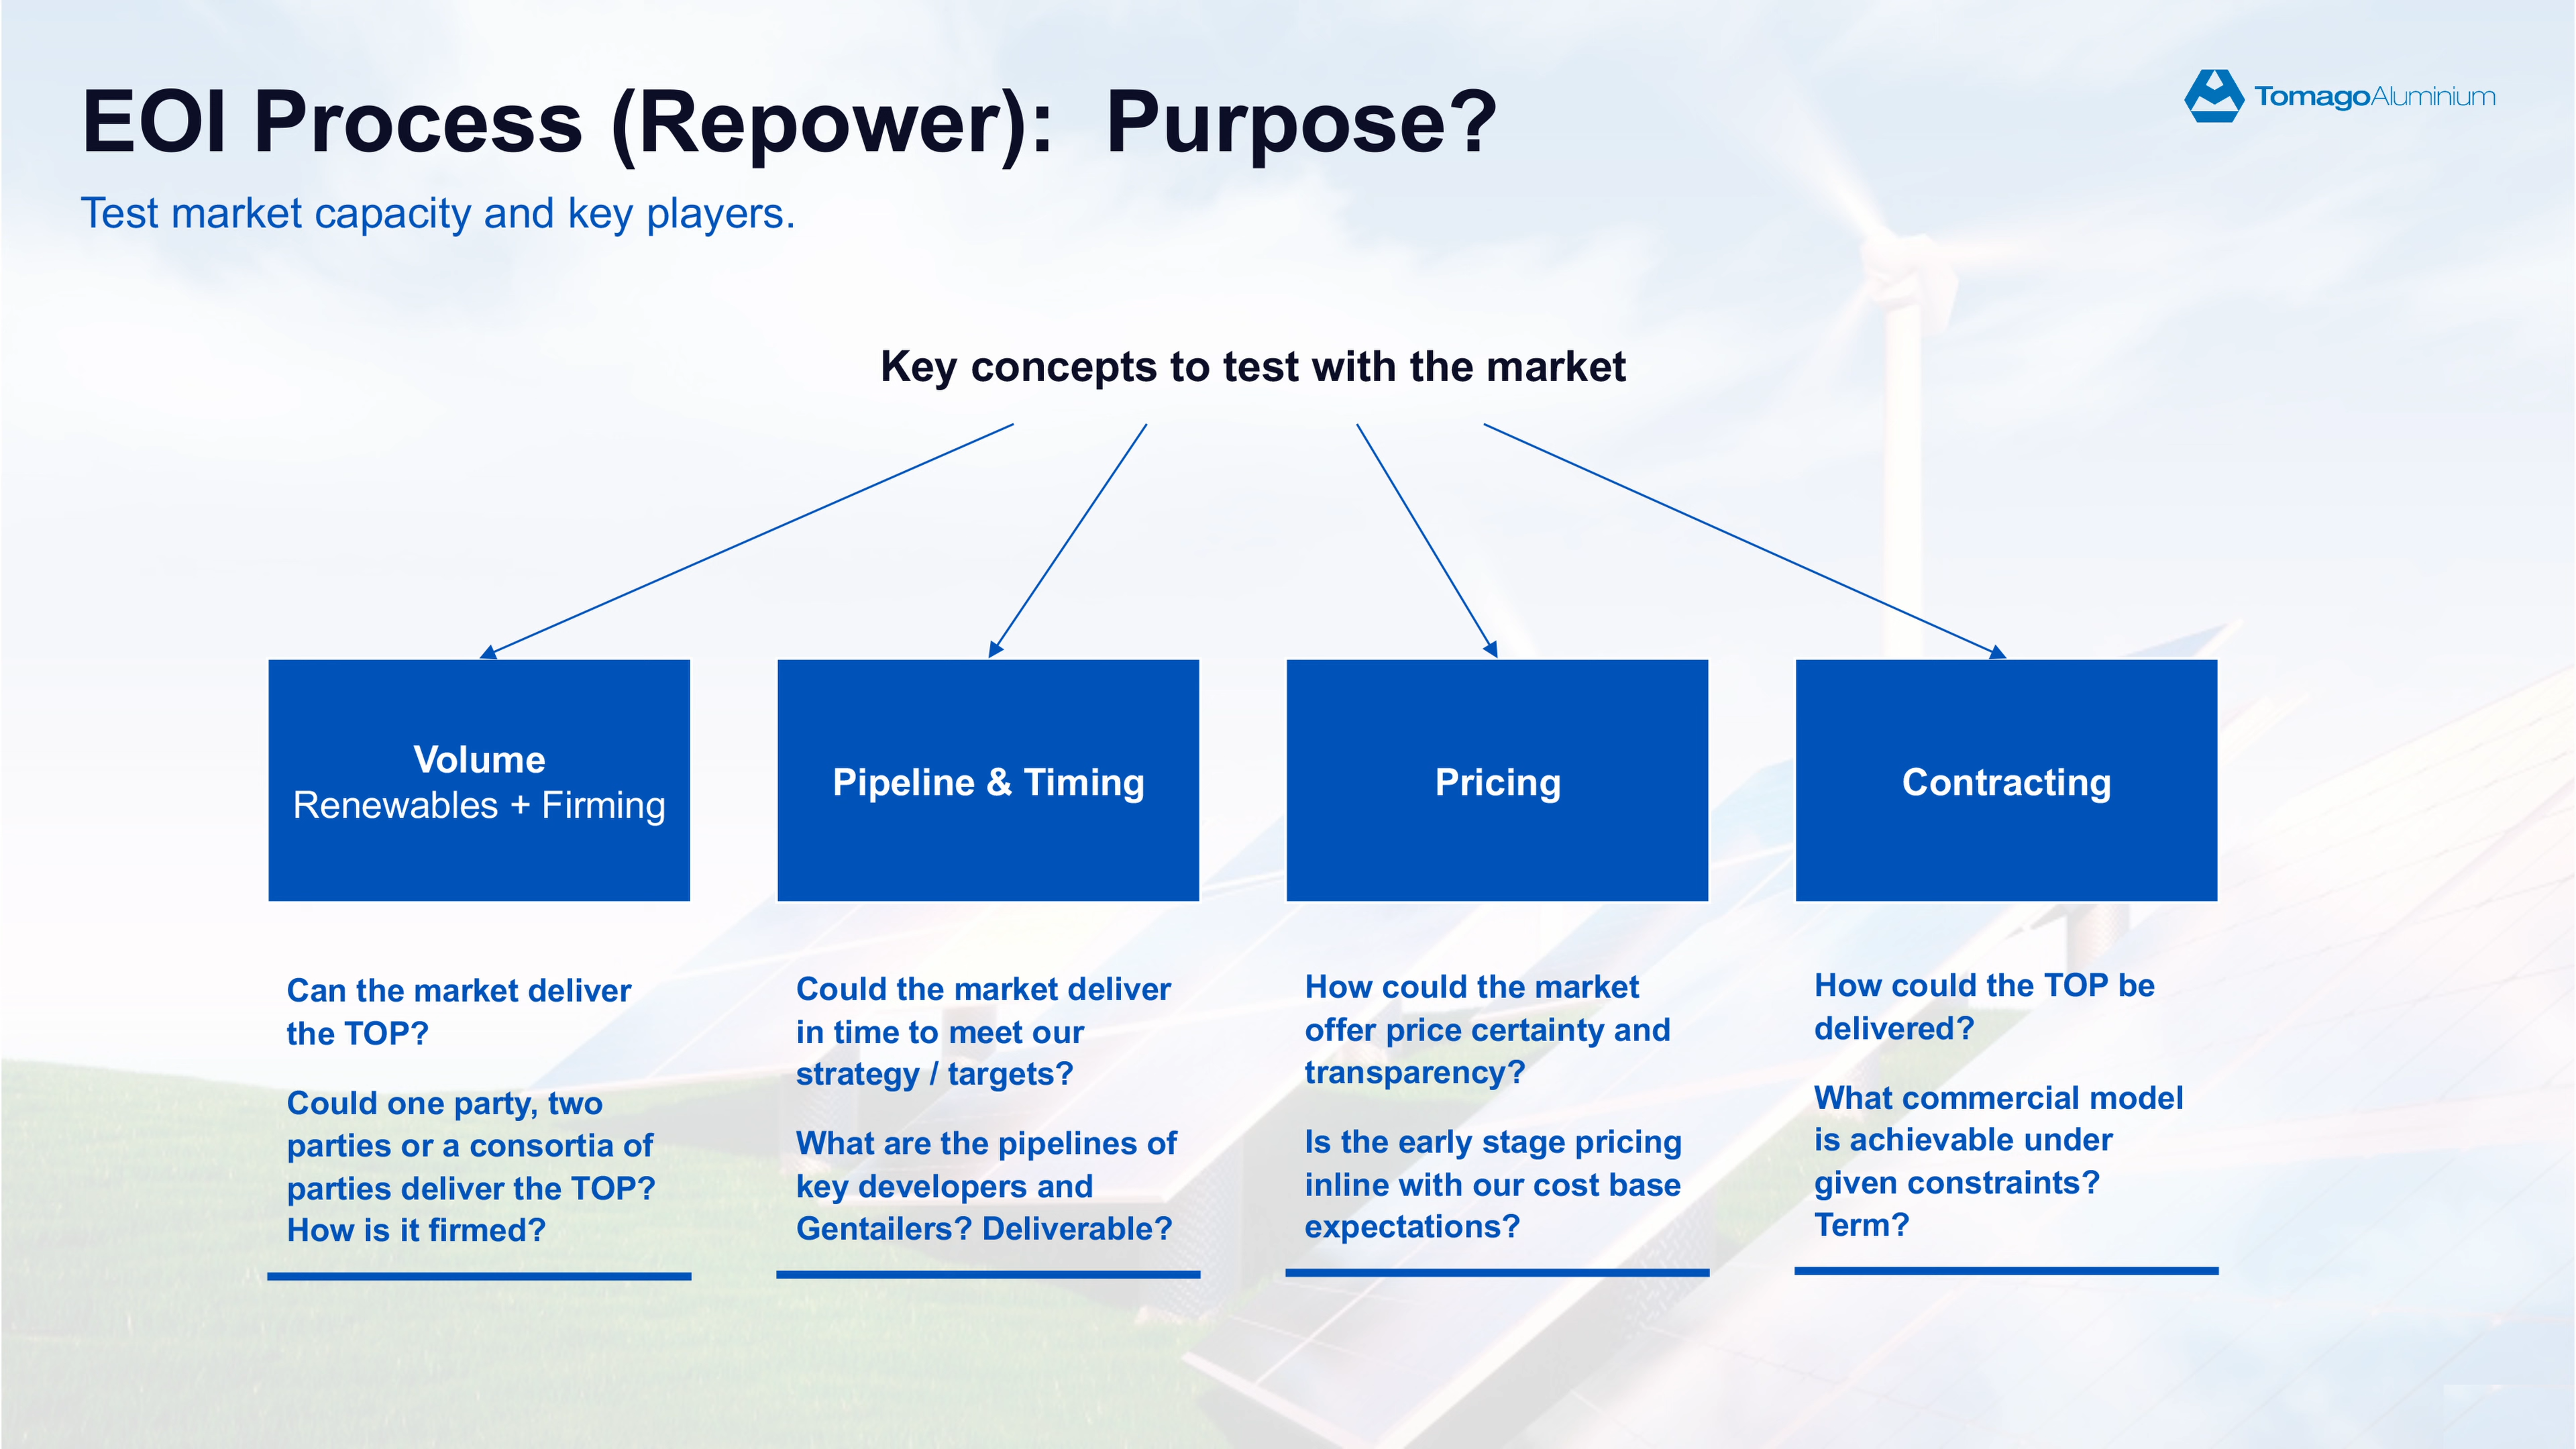 EOI Process (Repower):  Purpose?
TomagoAluminium
Test market capacity and key players.
Key concepts to test with the market
Volume
Renewables + Firming
Pipeline & Timing
Pricing
Contracting
Can the market deliver
the TOP?
Could one party, two
parties or a consortia of
parties deliver the TOP?
How is it firmed?
Could the market deliver
in time to meet our
strategy / targets?
What are the pipelines of
key developers and
Gentailers? Deliverable?
How could the market
offer price certainty and
transparency?
Is the early stage pricing
inline with our cost base
expectations?
How could the TOP be
delivered?
What commercial model
is achievable under
given constraints?
Term?